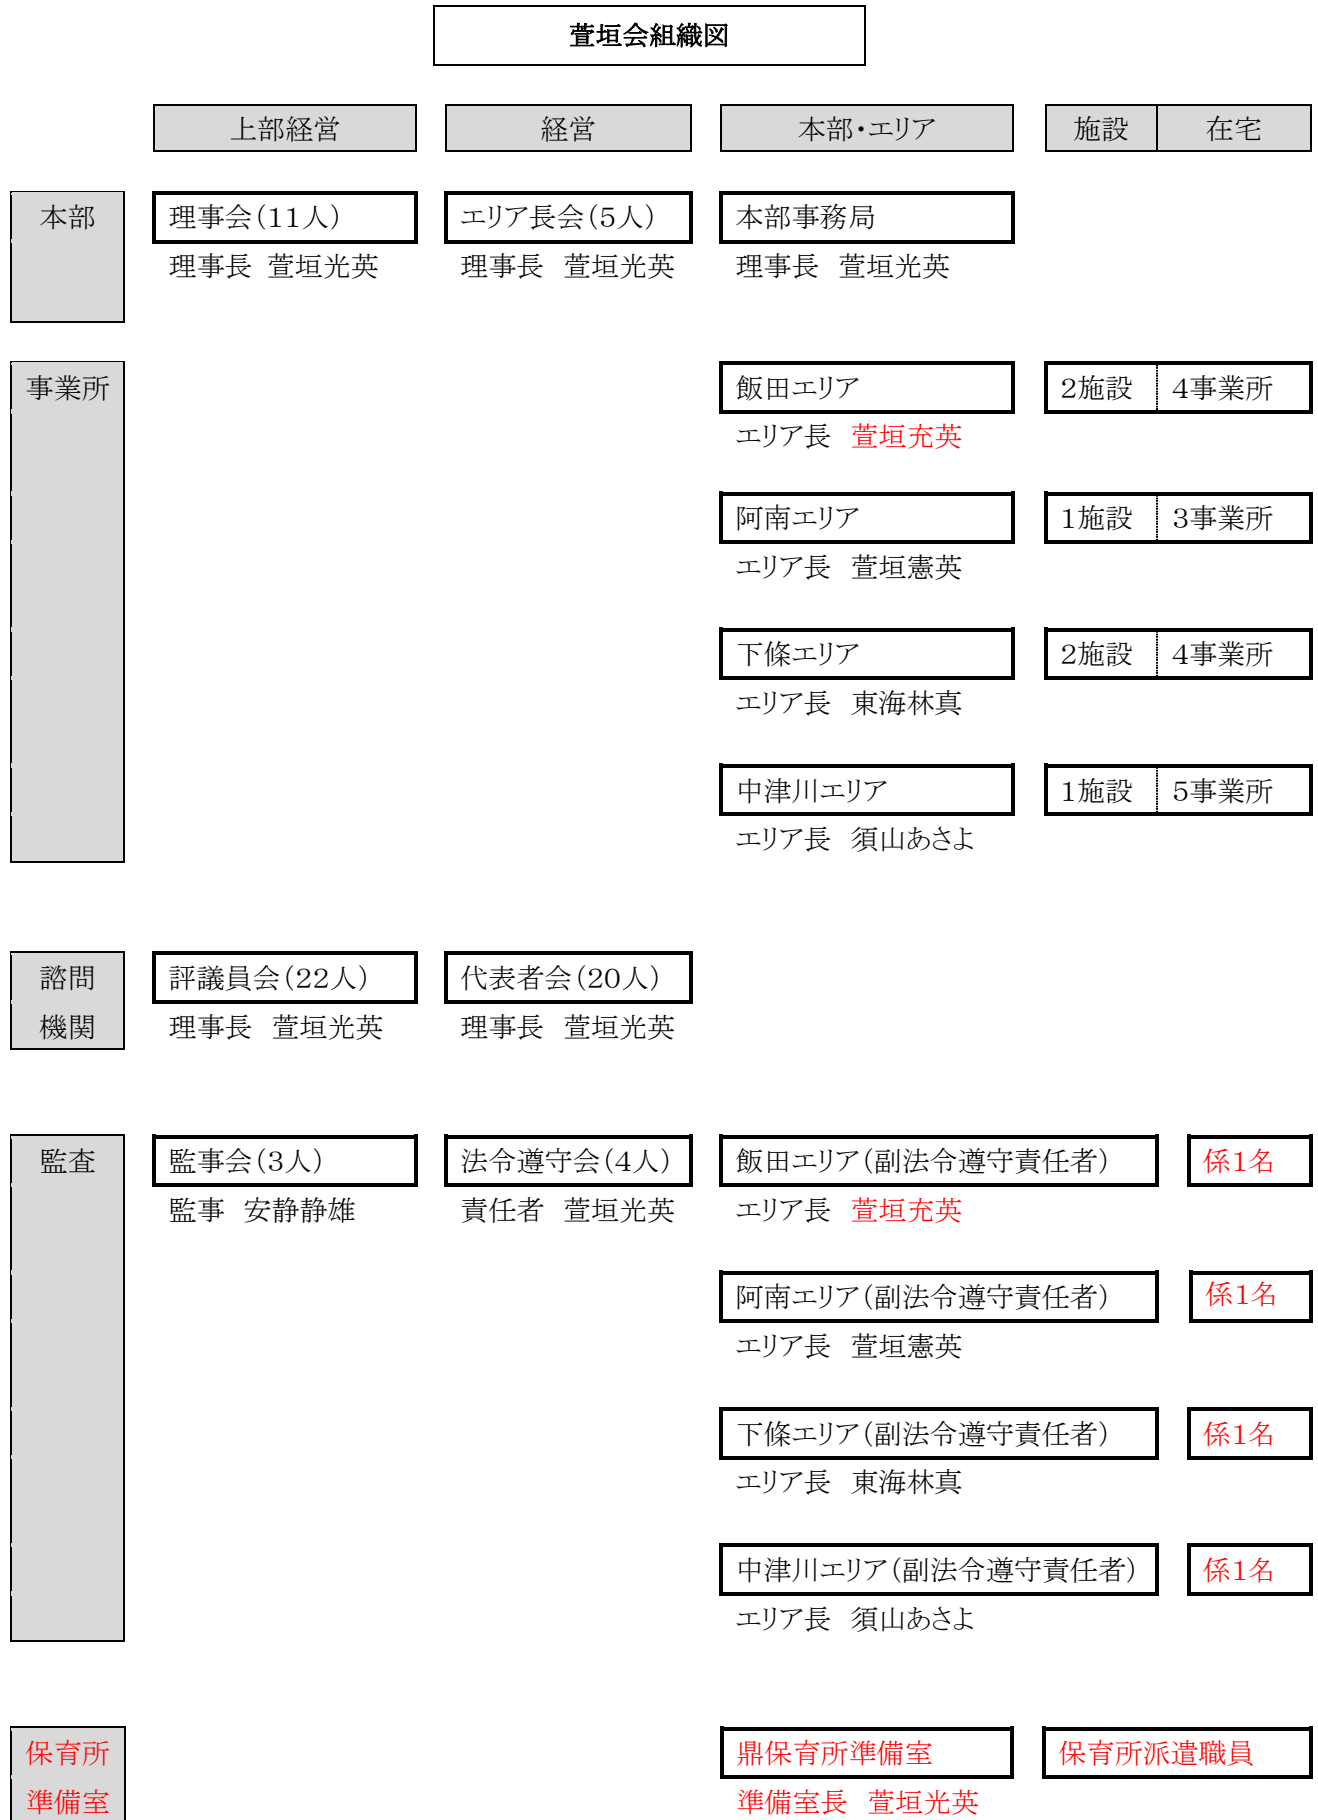 萱垣会組織図
上部経営 経営 本部・エリア 施設 在宅
本部 理事会(11人) エリア長会(5人) 本部事務局
理事長 萱垣光英 理事長 萱垣光英 理事長 萱垣光英
事業所 飯田エリア 2施設 4事業所
エリア長 萱垣充英
阿南エリア 1施設 3事業所
エリア長 萱垣憲英
下條エリア 2施設 4事業所
エリア長 東海林真
中津川エリア 1施設 5事業所
エリア長 須山あさよ
諮問 評議員会(22人) 代表者会(20人)
機関 理事長 萱垣光英 理事長 萱垣光英
監査 監事会(3人) 法令遵守会(4人) 飯田エリア(副法令遵守責任者) 係1名
監事 安静静雄 責任者 萱垣光英 エリア長 萱垣充英
阿南エリア(副法令遵守責任者) 係1名
エリア長 萱垣憲英
下條エリア(副法令遵守責任者) 係1名
エリア長 東海林真
中津川エリア(副法令遵守責任者) 係1名
エリア長 須山あさよ
保育所 鼎保育所準備室 保育所派遣職員
準備室 準備室長 萱垣光英